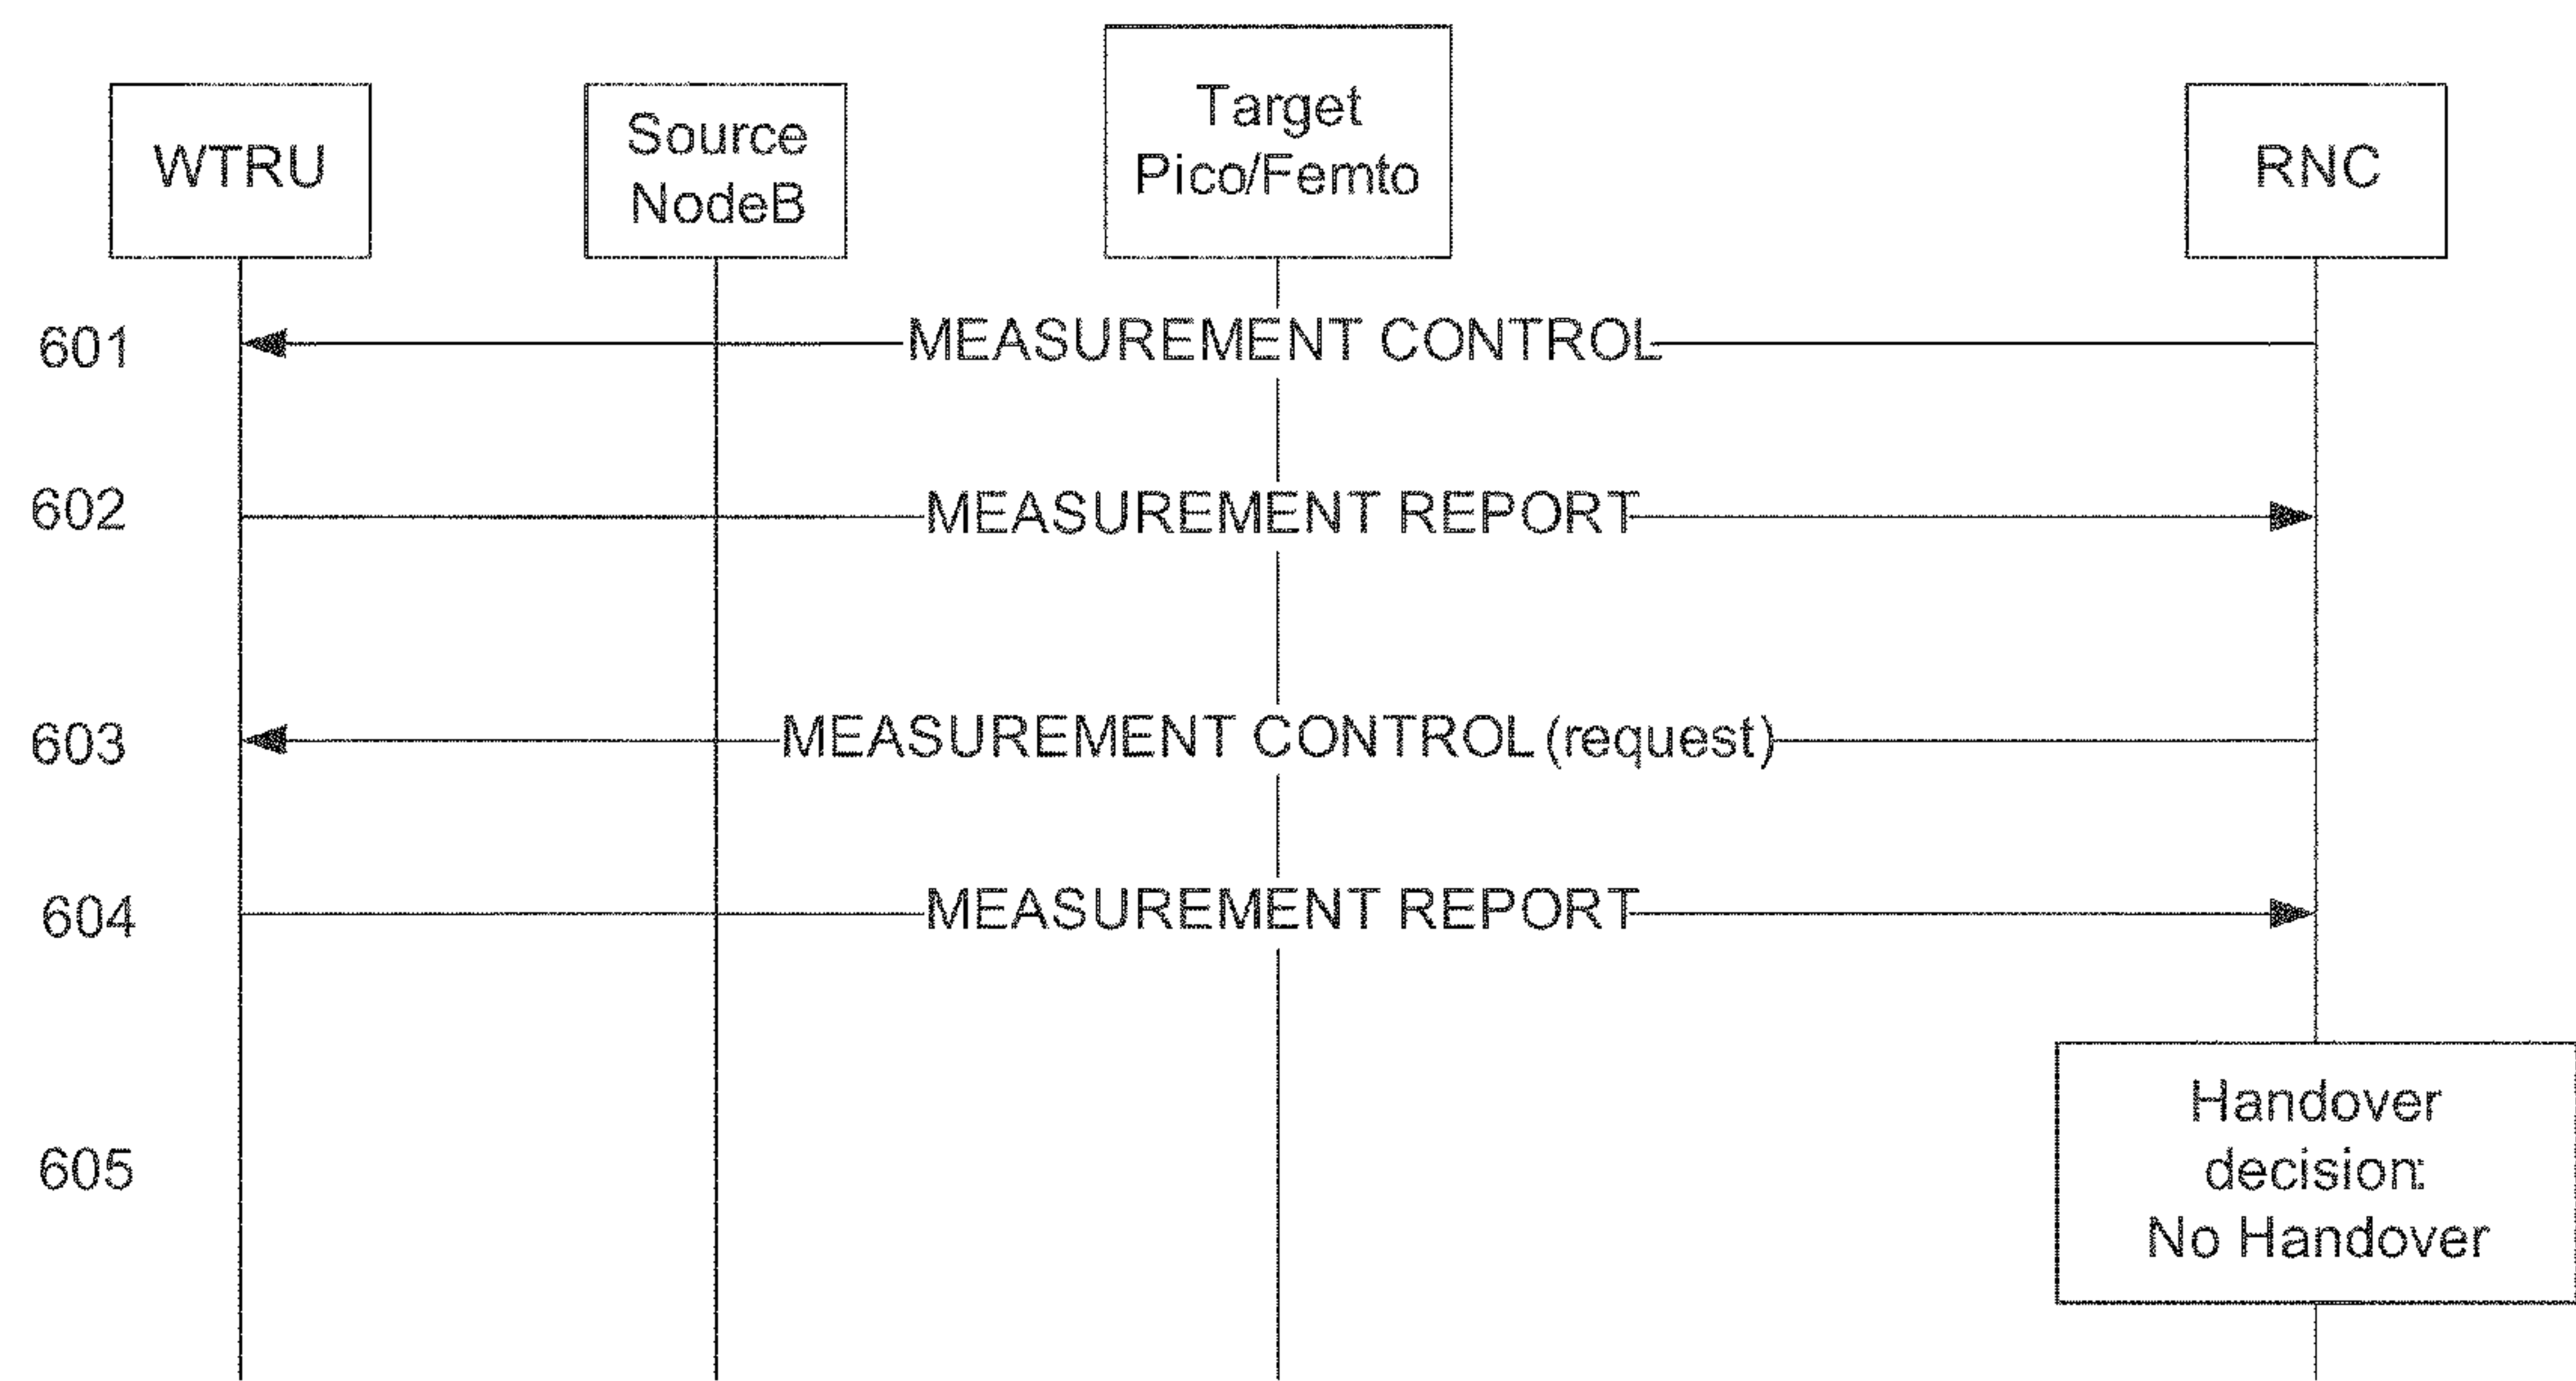 WTRU
Source
NodeB
Target
Pico/Femto
RNC
601
MEASUREMENT CONTROL
602
MEASUREMENT REPORT
603
MEASUREMENT CONTROL (request)
604
MEASUREMENT REPORT
605
Handover
decision:
No Handover